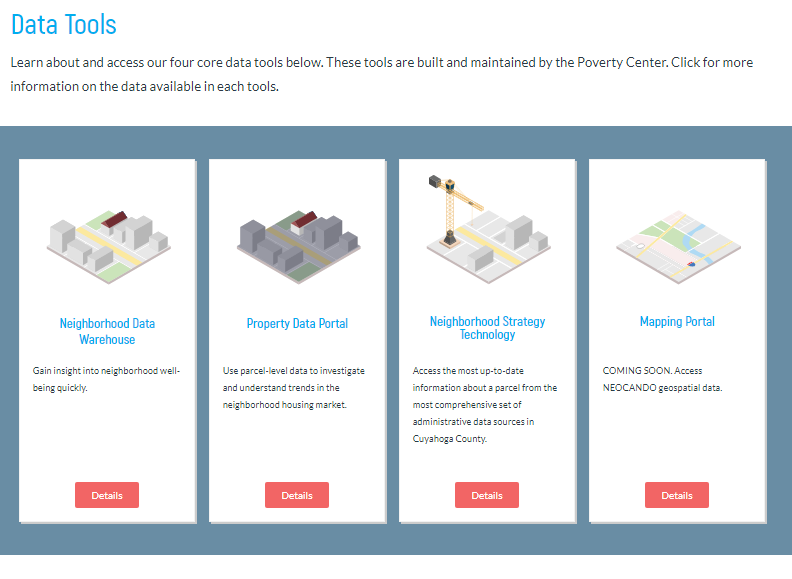 Data Tools
Learn about and access our four core data tools below. These tools are built and maintained by the Poverty Center. Click for more
information on the data available in each tools.
Neighborhood Data
Warehouse
Gain insight into neighborhood well-
being quickly.
Details
Property Data Portal
Use parcel-level data to investigate
and understand trends in the
neighborhood housing market.
Details
Neighborhood Strategy
Technology
Access the most up-to-date
information about a parcel from the
most comprehensive set of
administrative data sources in
Cuyahoga County.
Details
Mapping Portal
COMING SOON. Access
NEOCANDO geospatial data.
Details